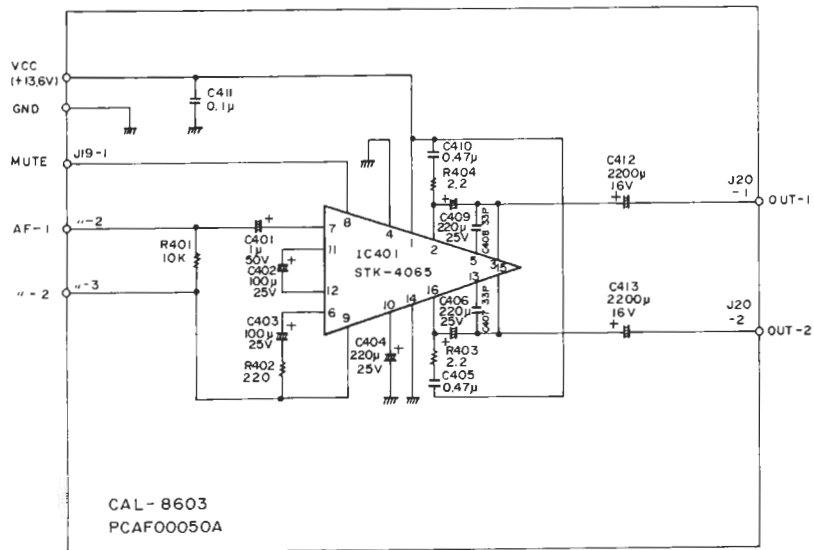 VCC
(+13.6V)
GND
MUTE
J19-1
AF-1
"-2
"-2
"-3
C411
0.1µ
R401
10K
C401
1µ
50V
C402
100µ
25V
C403
100µ
25V
R402
220
C404
220µ
25V
IC401
STK-4065
8
7
11
12
6
9
10
14
4
1
2
5
3
15
13
16
C410
0.47µ
R404
2.2
C409
220µ
25V
C408 33P
C406
220µ
25V
C407 33P
R403
2.2
C405
0.47µ
C412
2200µ
16V
C413
2200µ
16V
J20
-1
OUT-1
J20
-2
OUT-2
CAL-8603
PCAF00050A